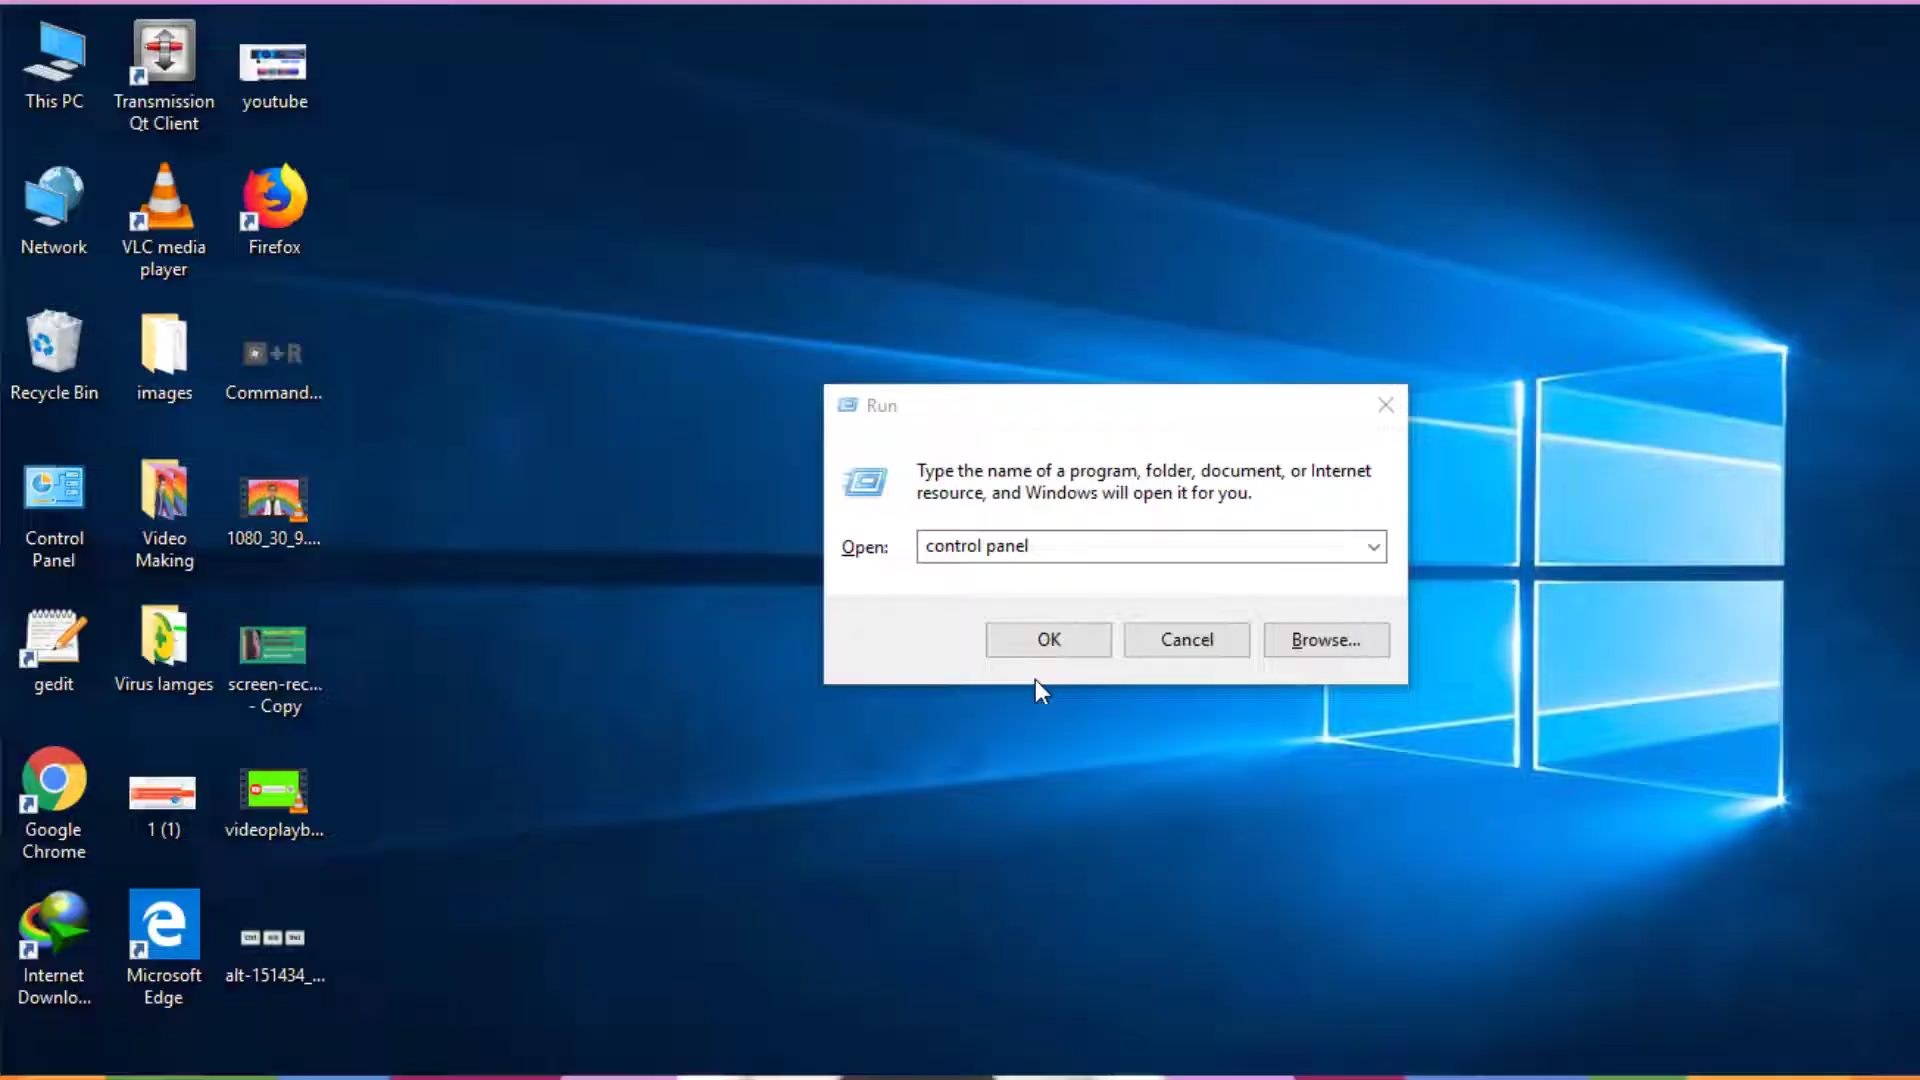 This PC
Transmission
Qt Client
youtube
Network
VLC media
player
Firefox
Recycle Bin
images
+R
Command...
Control
Panel
Video
Making
1080_30_9....
gedit
Virus Iamges
screen-rec...
- Copy
Google
Chrome
1 (1)
videoplayb...
Internet
Downlo...
Microsoft
Edge
alt-151434_...
Run
Type the name of a program, folder, document, or Internet
resource, and Windows will open it for you.
Open:
control panel
OK
Cancel
Browse...